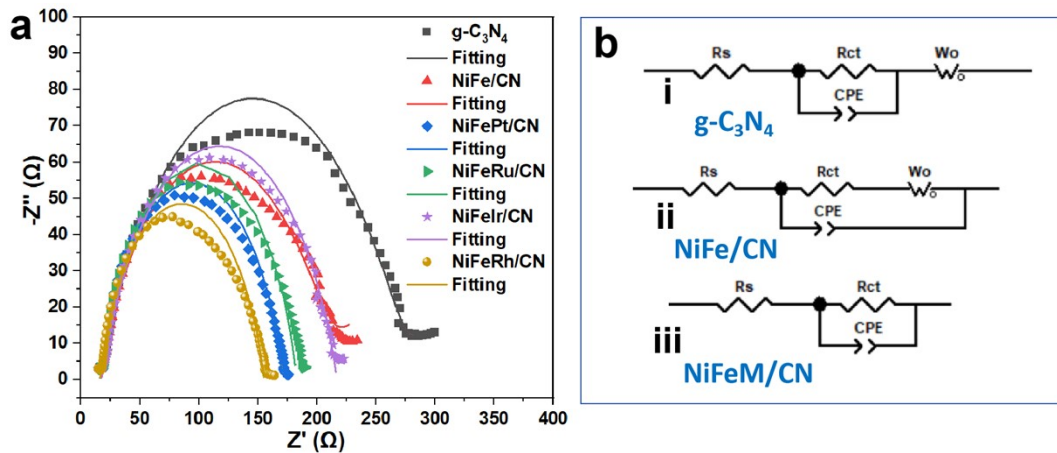 a
100
90
80
70
60
50
40
30
20
10
0
-Z'' (Ω)
0 50 100 150 200 250 300 350 400
Z' (Ω)
g-C₃N₄
Fitting
NiFe/CN
Fitting
NiFePt/CN
Fitting
NiFeRu/CN
Fitting
NiFeIr/CN
Fitting
NiFeRh/CN
Fitting
b
Rs Rct Wo
CPE
i
g-C₃N₄
Rs Rct Wo
CPE
ii
NiFe/CN
Rs Rct
CPE
iii
NiFeM/CN